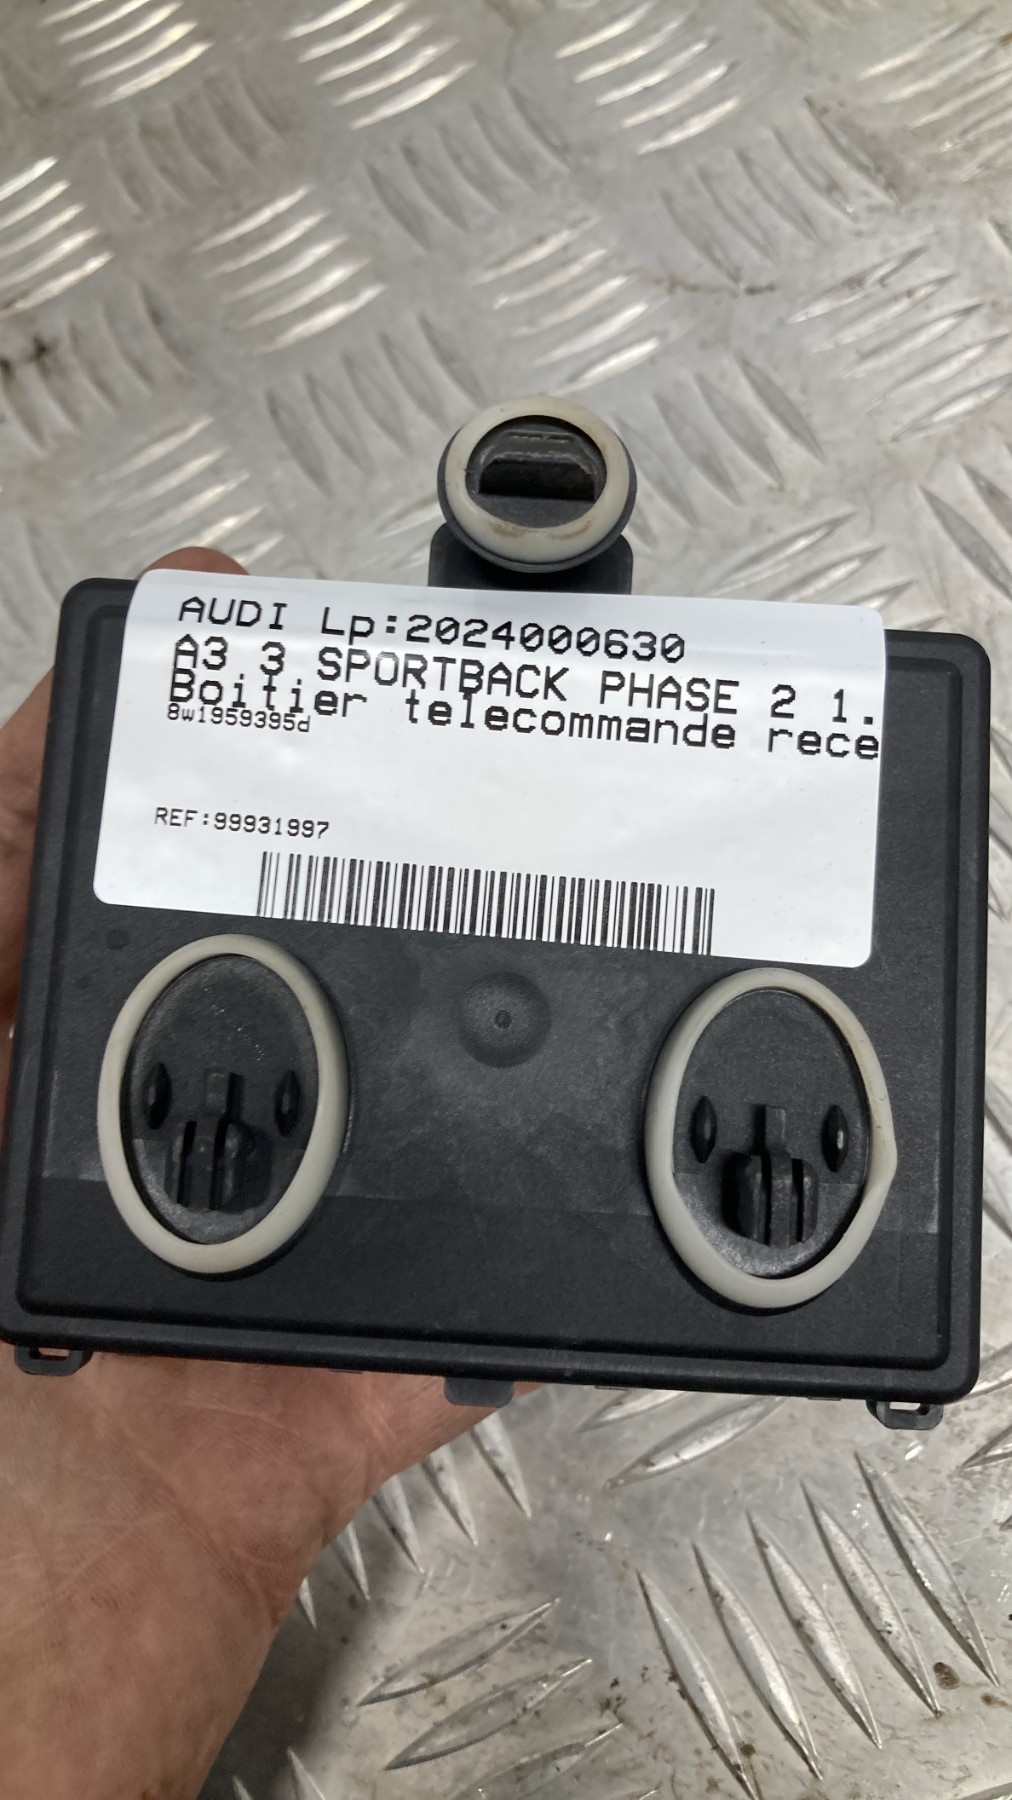 AUDI Lp:2024000630
A3 3 SPORTBACK PHASE 2 1.
Boitier telecommande rece
8w1959395d
REF:99931997